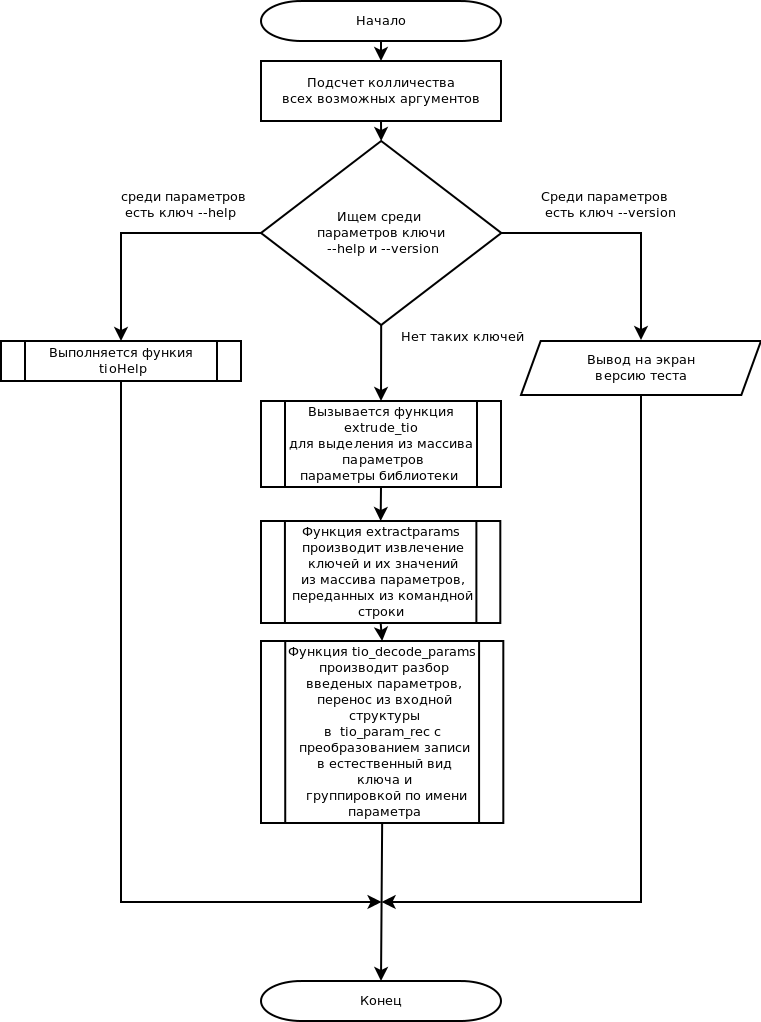 Начало
Подсчет колличества
всех возможных аргументов
среди параметров
есть ключ --help
Ищем среди
параметров ключи
--help и --version
Среди параметров
есть ключ --version
Нет таких ключей
Выполняется функия
tioHelp
Вывод на экран
версию теста
Вызывается функция
extrude_tio
для выделения из массива
параметров
параметры библиотеки
Функция extractparams
производит извлечение
ключей и их значений
из массива параметров,
переданных из командной
строки
Функция tio_decode_params
производит разбор
введеных параметров,
перенос из входной
структуры
в tio_param_rec с
преобразованием записи
в естественный вид
ключа и
группировкой по имени
параметра
Конец